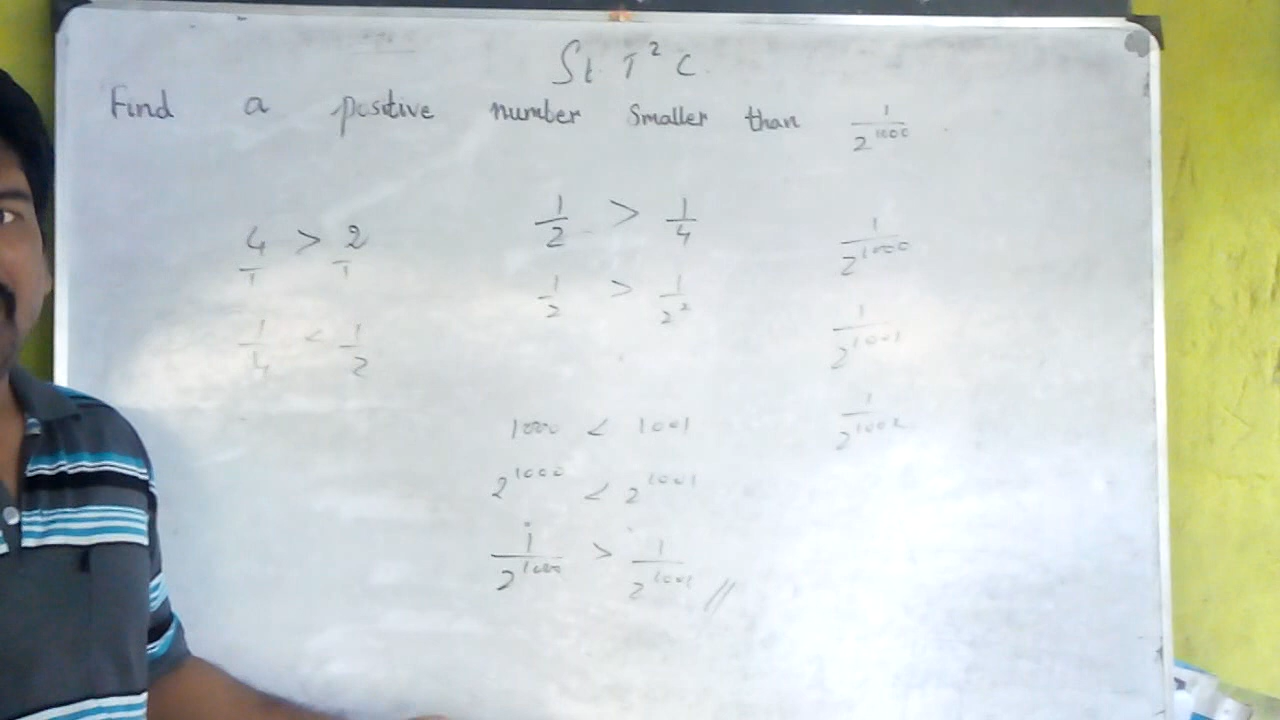 St. T² C.
Find a positive number smaller than 1/2^1000.
4/1 > 2/1
1/4 < 1/2
1/2 > 1/4
1/2 > 1/2²
1000 < 1001
2^1000 < 2^1001
1/2^1000 > 1/2^1001 //
1/2^1000
1/2^1001
1/2^1002